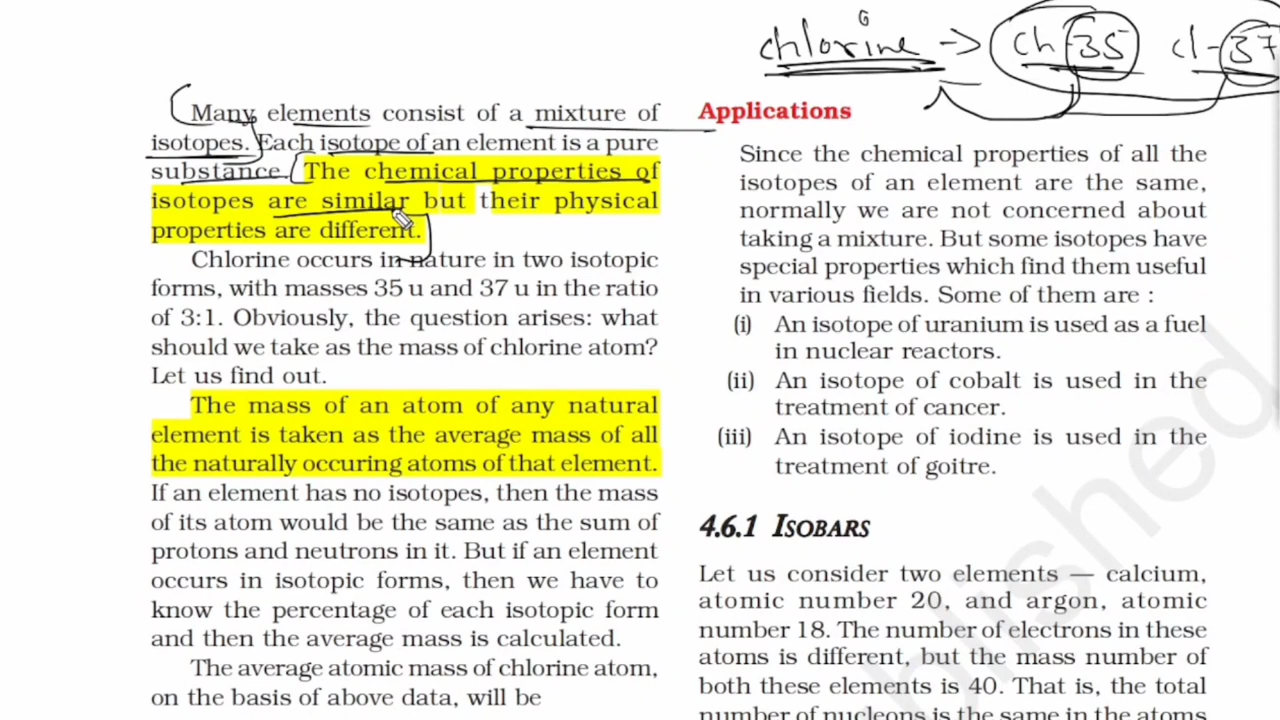 chlorine -> Ch-35 cl-37
Many elements consist of a mixture of
isotopes. Each isotope of an element is a pure
substance. The chemical properties of
isotopes are similar but their physical
properties are different.
Chlorine occurs in nature in two isotopic
forms, with masses 35 u and 37 u in the ratio
of 3:1. Obviously, the question arises: what
should we take as the mass of chlorine atom?
Let us find out.
The mass of an atom of any natural
element is taken as the average mass of all
the naturally occuring atoms of that element.
If an element has no isotopes, then the mass
of its atom would be the same as the sum of
protons and neutrons in it. But if an element
occurs in isotopic forms, then we have to
know the percentage of each isotopic form
and then the average mass is calculated.
The average atomic mass of chlorine atom,
on the basis of above data, will be
Applications
Since the chemical properties of all the
isotopes of an element are the same,
normally we are not concerned about
taking a mixture. But some isotopes have
special properties which find them useful
in various fields. Some of them are :
(i) An isotope of uranium is used as a fuel
in nuclear reactors.
(ii) An isotope of cobalt is used in the
treatment of cancer.
(iii) An isotope of iodine is used in the
treatment of goitre.
4.6.1 ISOBARS
Let us consider two elements — calcium,
atomic number 20, and argon, atomic
number 18. The number of electrons in these
atoms is different, but the mass number of
both these elements is 40. That is, the total
number of nucleons is the same in the atoms
blished